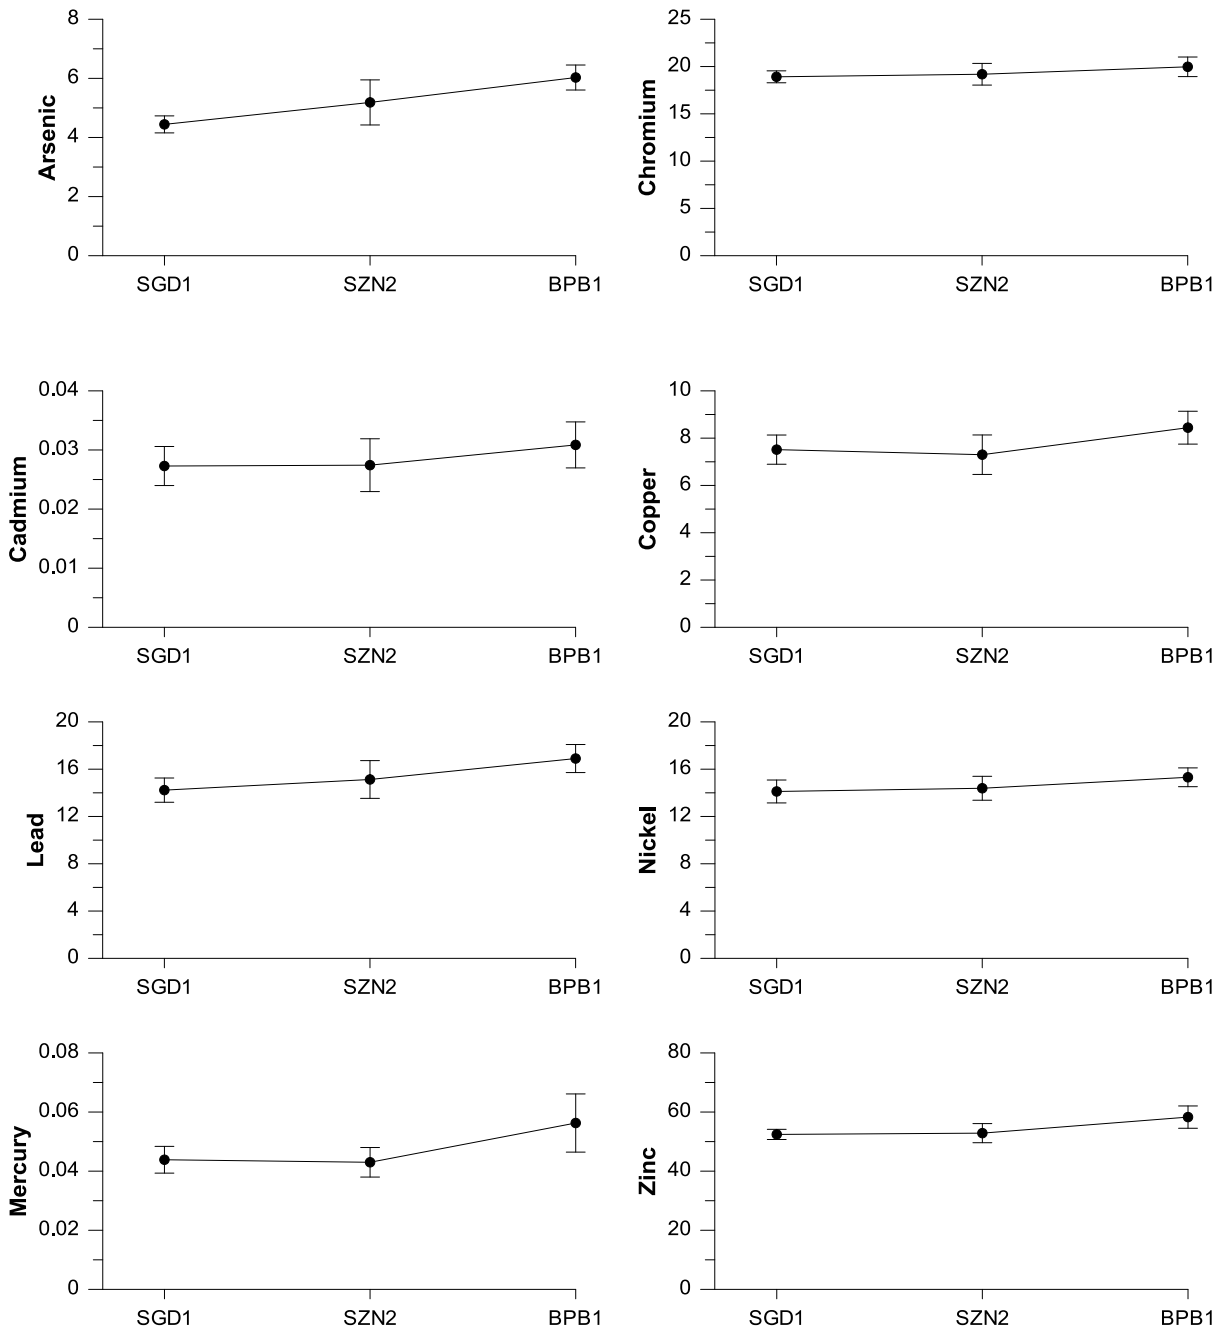 Arsenic
8
6
4
2
0
SGD1 SZN2 BPB1
Chromium
25
20
15
10
5
0
SGD1 SZN2 BPB1
Cadmium
0.04
0.03
0.02
0.01
0
SGD1 SZN2 BPB1
Copper
10
8
6
4
2
0
SGD1 SZN2 BPB1
Lead
20
16
12
8
4
0
SGD1 SZN2 BPB1
Nickel
20
16
12
8
4
0
SGD1 SZN2 BPB1
Mercury
0.08
0.06
0.04
0.02
0
SGD1 SZN2 BPB1
Zinc
80
60
40
20
0
SGD1 SZN2 BPB1